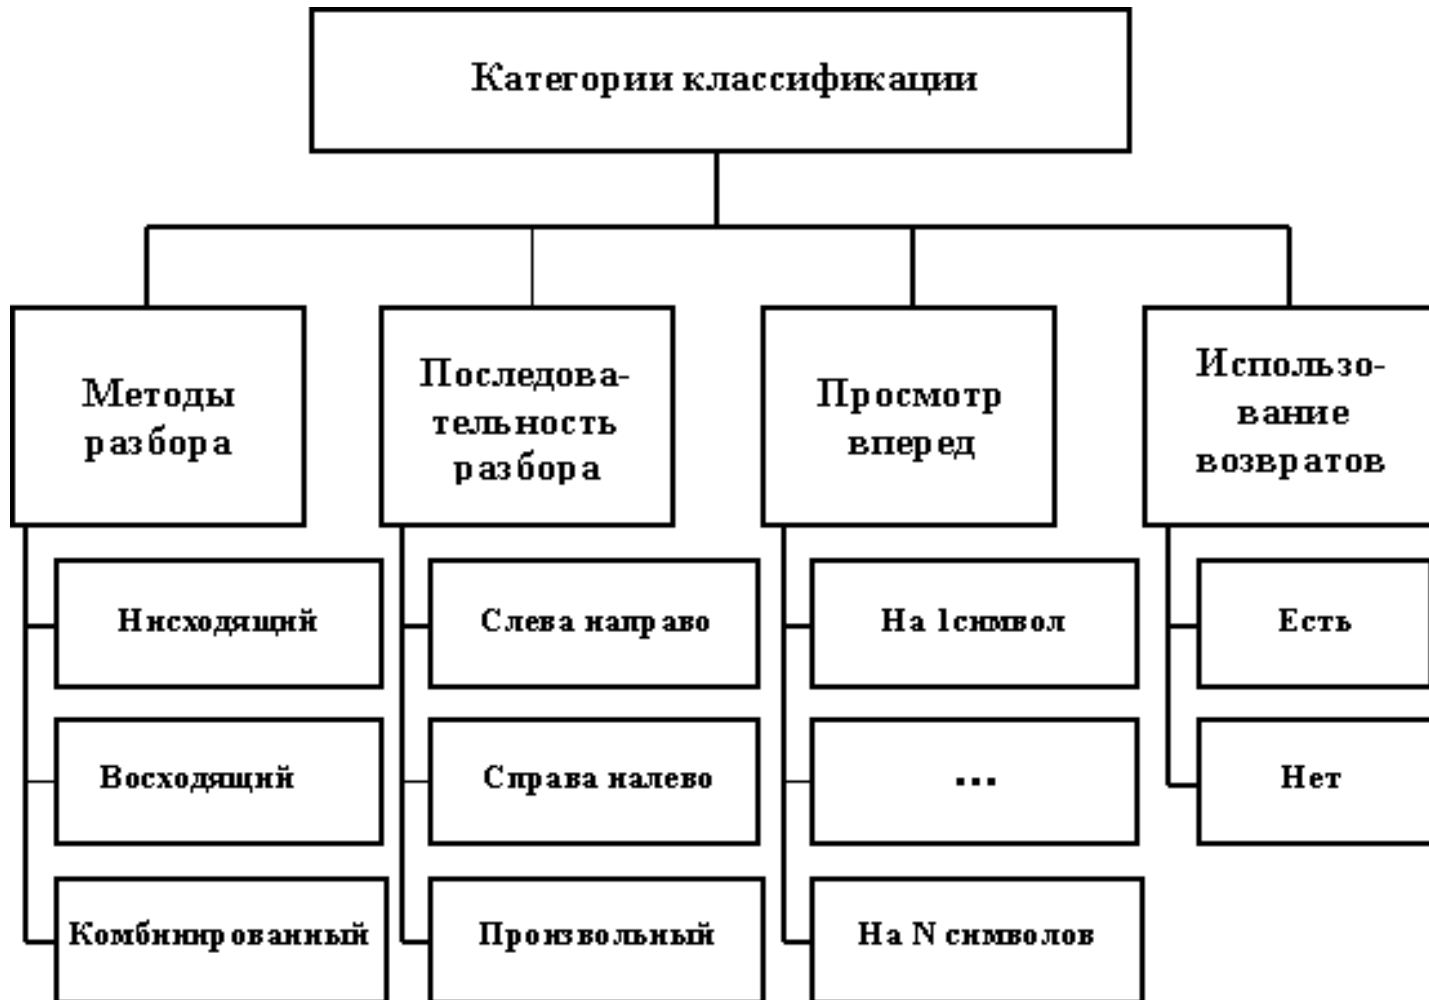 Категории классификации
Методы
разбора
Последова-
тельность
разбора
Просмотр
вперед
Использо-
вание
возвратов
Нисходящий
Слева направо
На 1символ
Есть
Восходящий
Справа налево
...
Нет
Комбинированный
Произвольный
На N символов